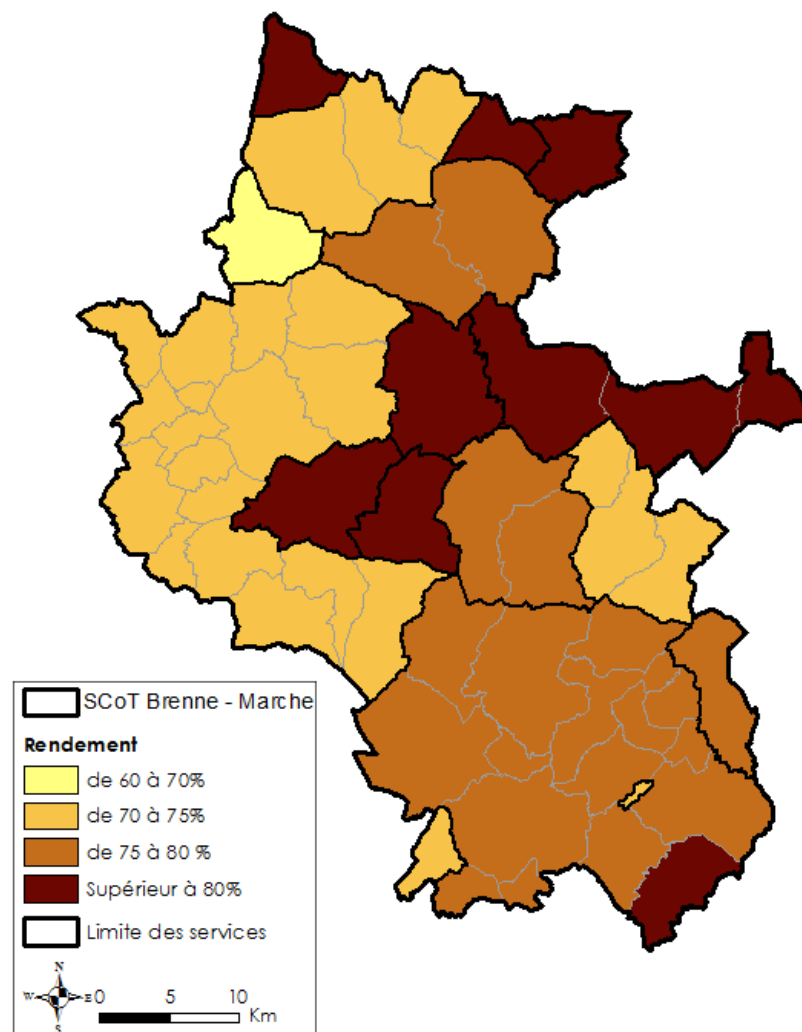 SCoT Brenne - Marche
Rendement
de 60 à 70%
de 70 à 75%
de 75 à 80 %
Supérieur à 80%
Limite des services
N
W E
S
0 5 10
Km